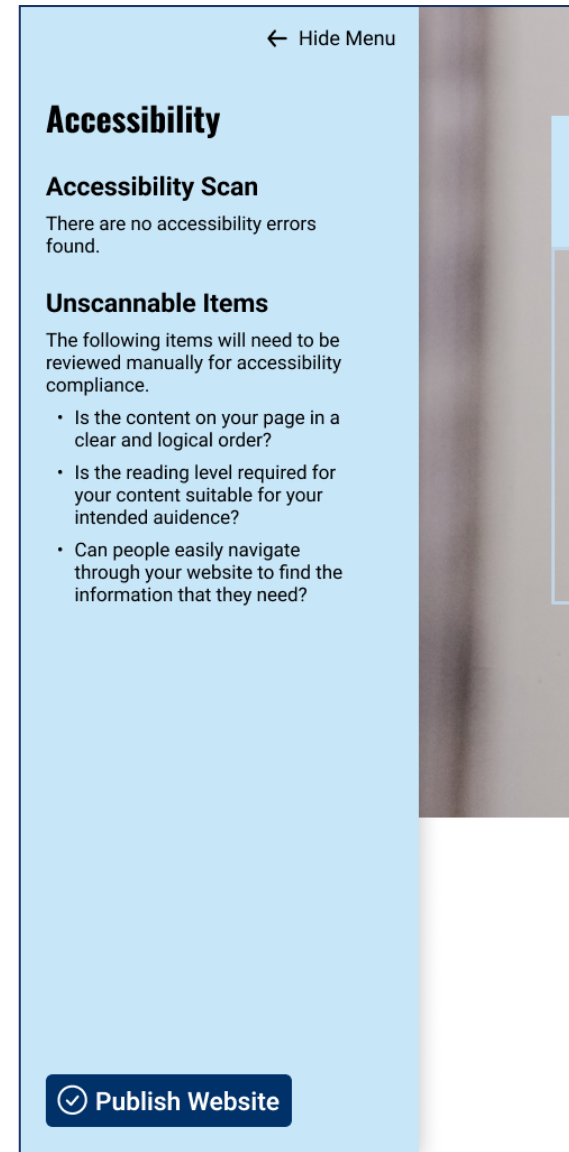 Hide Menu
Accessibility
Accessibility Scan
There are no accessibility errors
found.
Unscannable Items
The following items will need to be
reviewed manually for accessibility
compliance.
• Is the content on your page in a
clear and logical order?
• Is the reading level required for
your content suitable for your
intended auidence?
• Can people easily navigate
through your website to find the
information that they need?
Publish Website